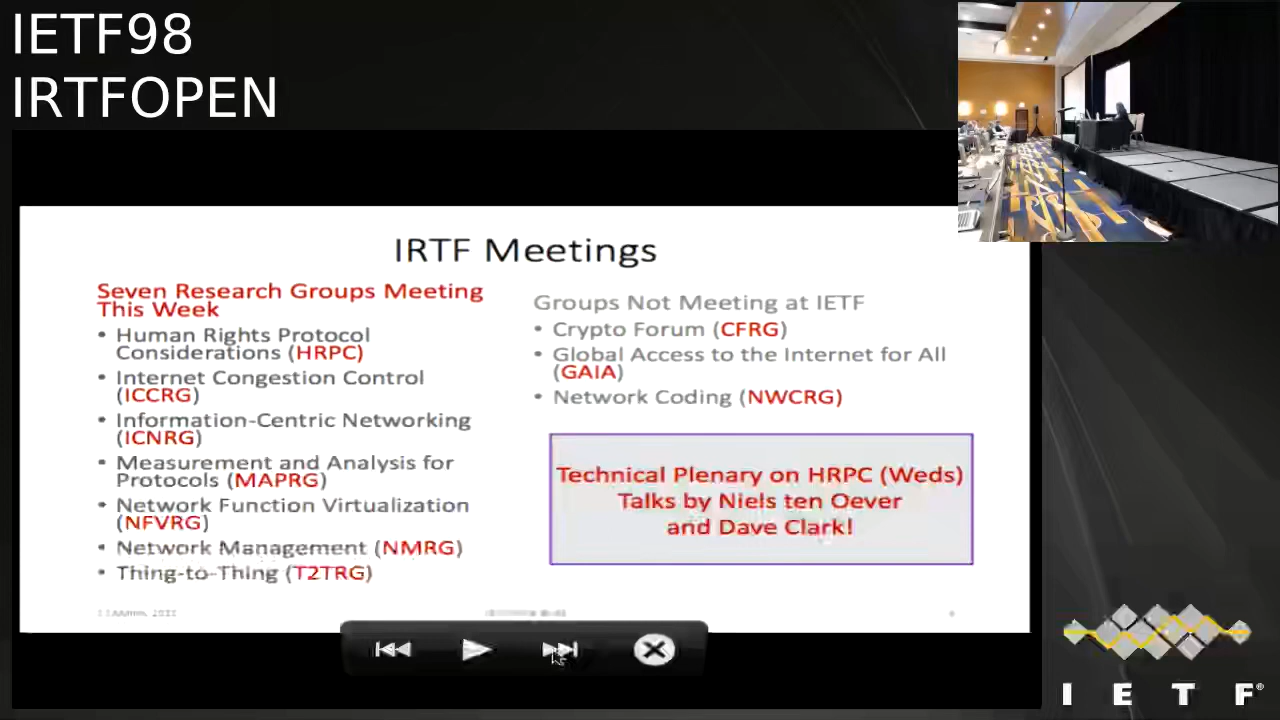 IETF98
IRTFOPEN
IRTF Meetings
Seven Research Groups Meeting
This Week
• Human Rights Protocol
Considerations (HRPC)
• Internet Congestion Control
(ICCRG)
• Information-Centric Networking
(ICNRG)
• Measurement and Analysis for
Protocols (MAPRG)
• Network Function Virtualization
(NFVRG)
• Network Management (NMRG)
• Thing-to-Thing (T2TRG)
Groups Not Meeting at IETF
• Crypto Forum (CFRG)
• Global Access to the Internet for All
(GAIA)
• Network Coding (NWCRG)
Technical Plenary on HRPC (Weds)
Talks by Niels ten Oever
and Dave Clark!
I E T F®